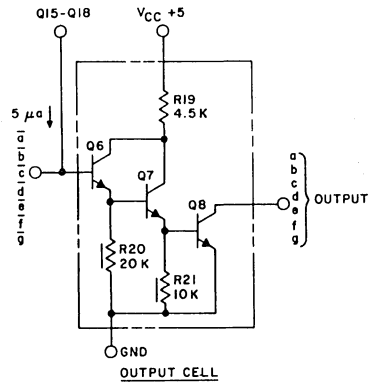 Q15-Q18
VCC +5
R19
4.5K
5 μa
Q6
Q7
Q8
a
b
c
d
e
f
g
a
b
c
d
e
f
g
OUTPUT
R20
20K
R21
10K
GND
OUTPUT CELL